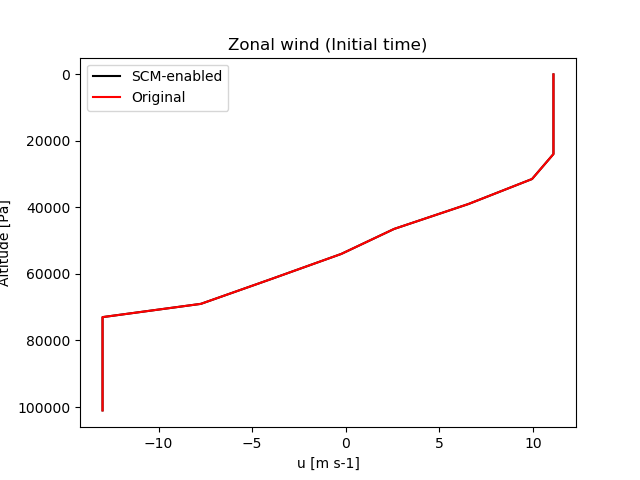 Zonal wind (Initial time)
SCM-enabled
Original
0
20000
40000
60000
80000
100000
Altitude [Pa]
−10
−5
0
5
10
u [m s-1]